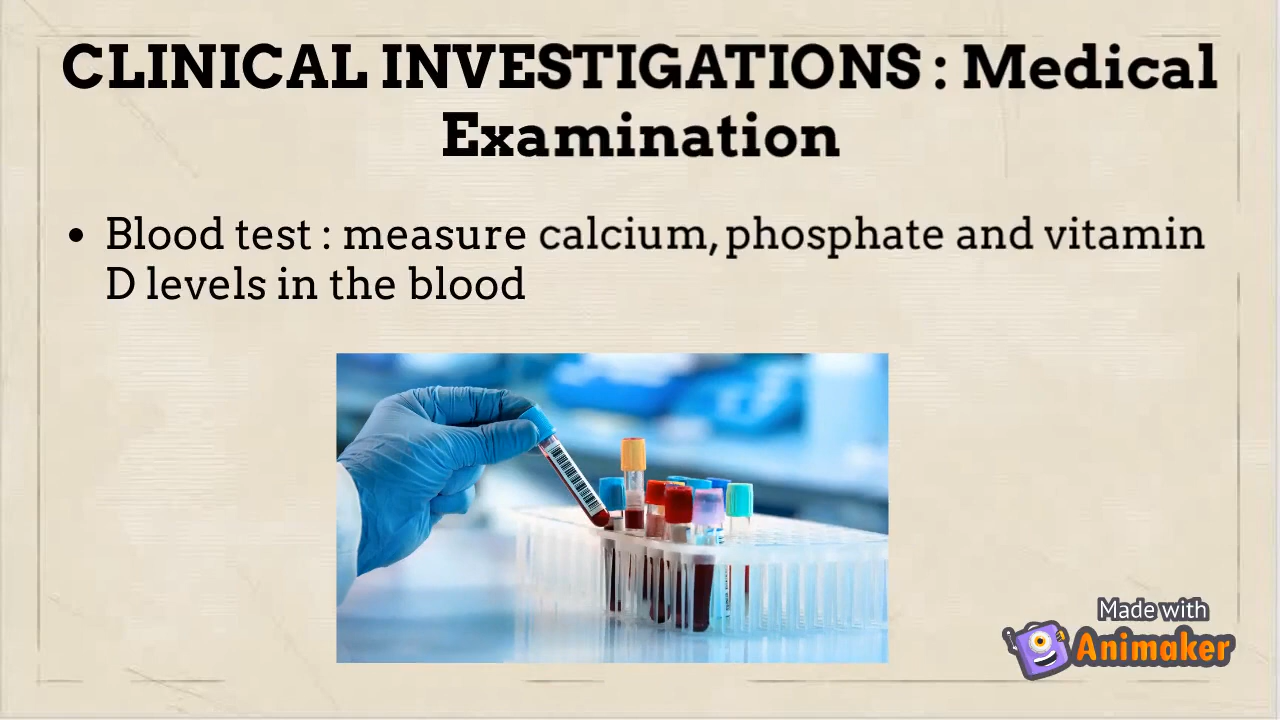 CLINICAL INVESTIGATIONS : Medical
Examination
• Blood test : measure calcium, phosphate and vitamin
D levels in the blood
Made with
Animaker